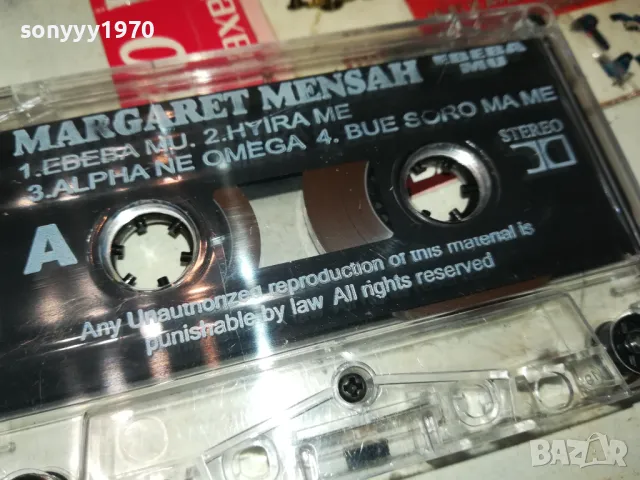 sonyyy1970)
MARGARET MENSAH EBEBA MU
1.EBEBA MU. 2.HYIRA ME
3.ALPHA NE OMEGA 4. BUE SORO MA ME
STEREO
A
Any Unauthorized reproduction of this material is
punishable by law All rights reserved
BAZAR